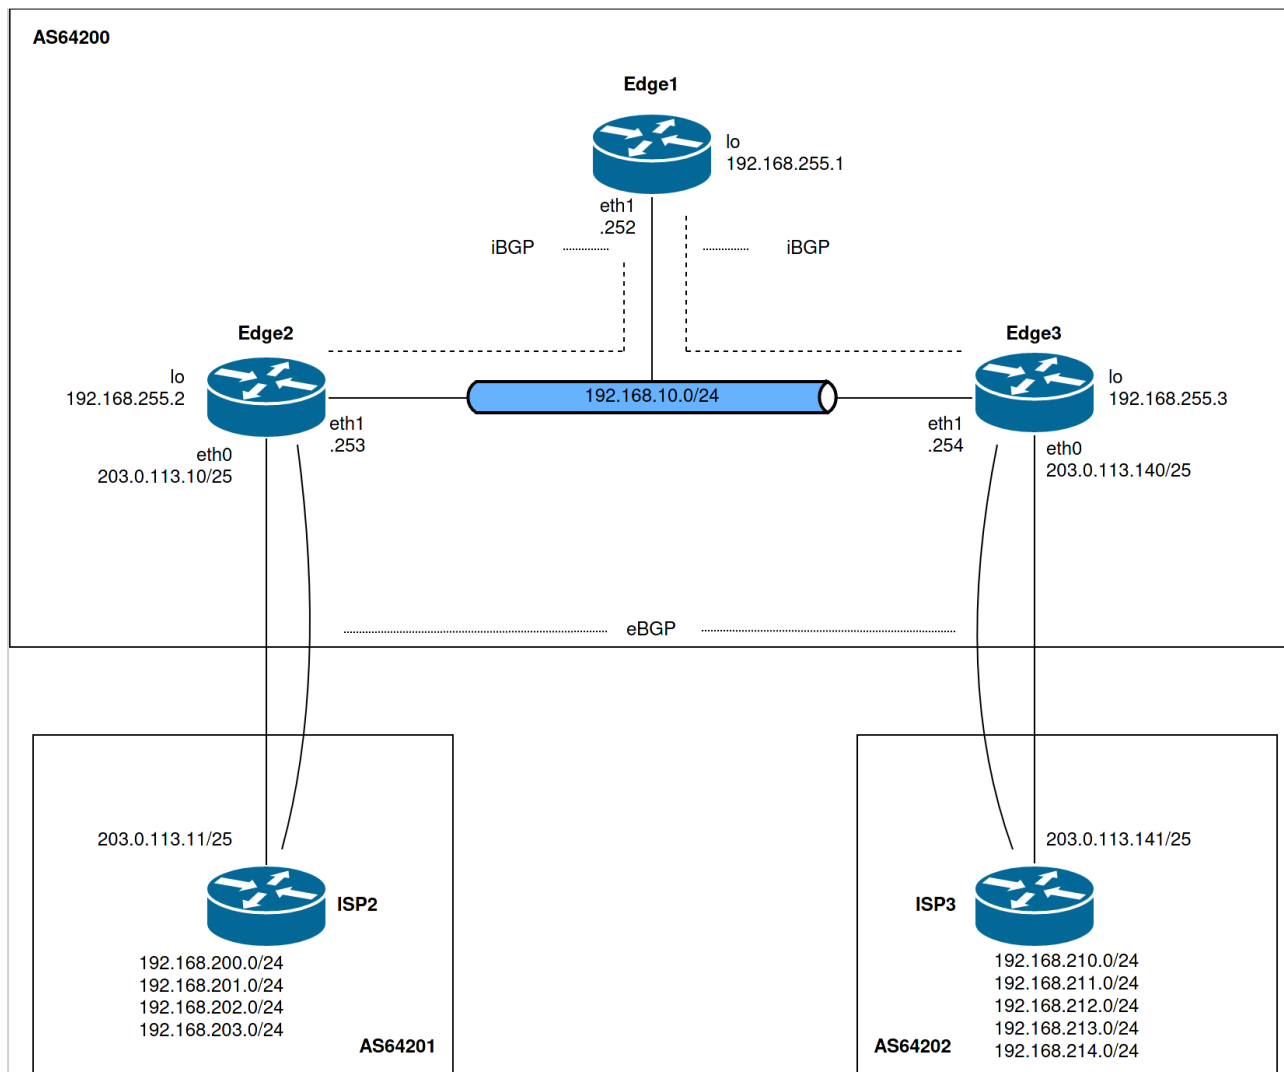 AS64200
Edge1
lo
192.168.255.1
eth1
.252
iBGP
iBGP
Edge2
Edge3
lo
192.168.255.2
192.168.10.0/24
lo
192.168.255.3
eth1
.253
eth1
.254
eth0
203.0.113.10/25
eth0
203.0.113.140/25
eBGP
203.0.113.11/25
203.0.113.141/25
ISP2
ISP3
192.168.200.0/24
192.168.201.0/24
192.168.202.0/24
192.168.203.0/24
AS64201
192.168.210.0/24
192.168.211.0/24
192.168.212.0/24
192.168.213.0/24
192.168.214.0/24
AS64202